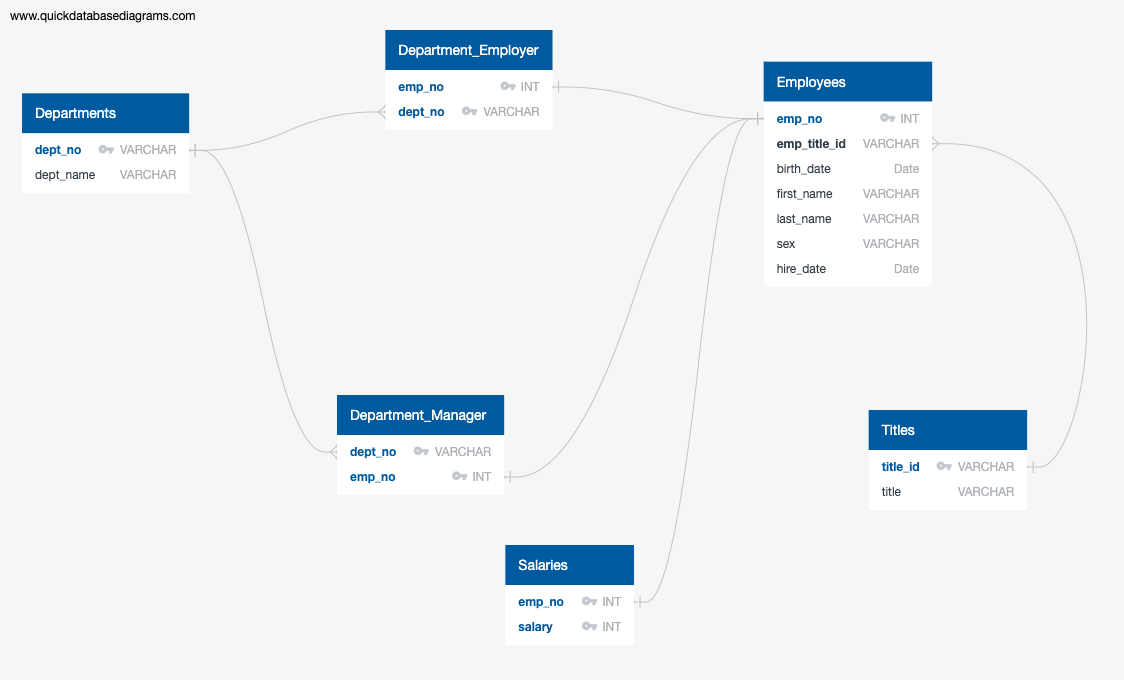 www.quickdatabasediagrams.com
Departments
dept_no VARCHAR
dept_name VARCHAR
Department_Employer
emp_no INT
dept_no VARCHAR
Employees
emp_no INT
emp_title_id VARCHAR
birth_date Date
first_name VARCHAR
last_name VARCHAR
sex VARCHAR
hire_date Date
Department_Manager
dept_no VARCHAR
emp_no INT
Titles
title_id VARCHAR
title VARCHAR
Salaries
emp_no INT
salary INT